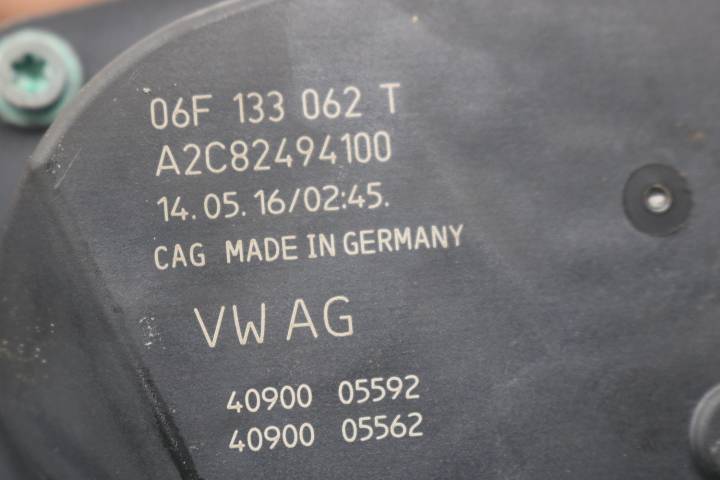 06F 133 062 T
A2C82494100
14.05.16/02:45.
CAG MADE IN GERMANY
VW AG
40900 05592
40900 05562